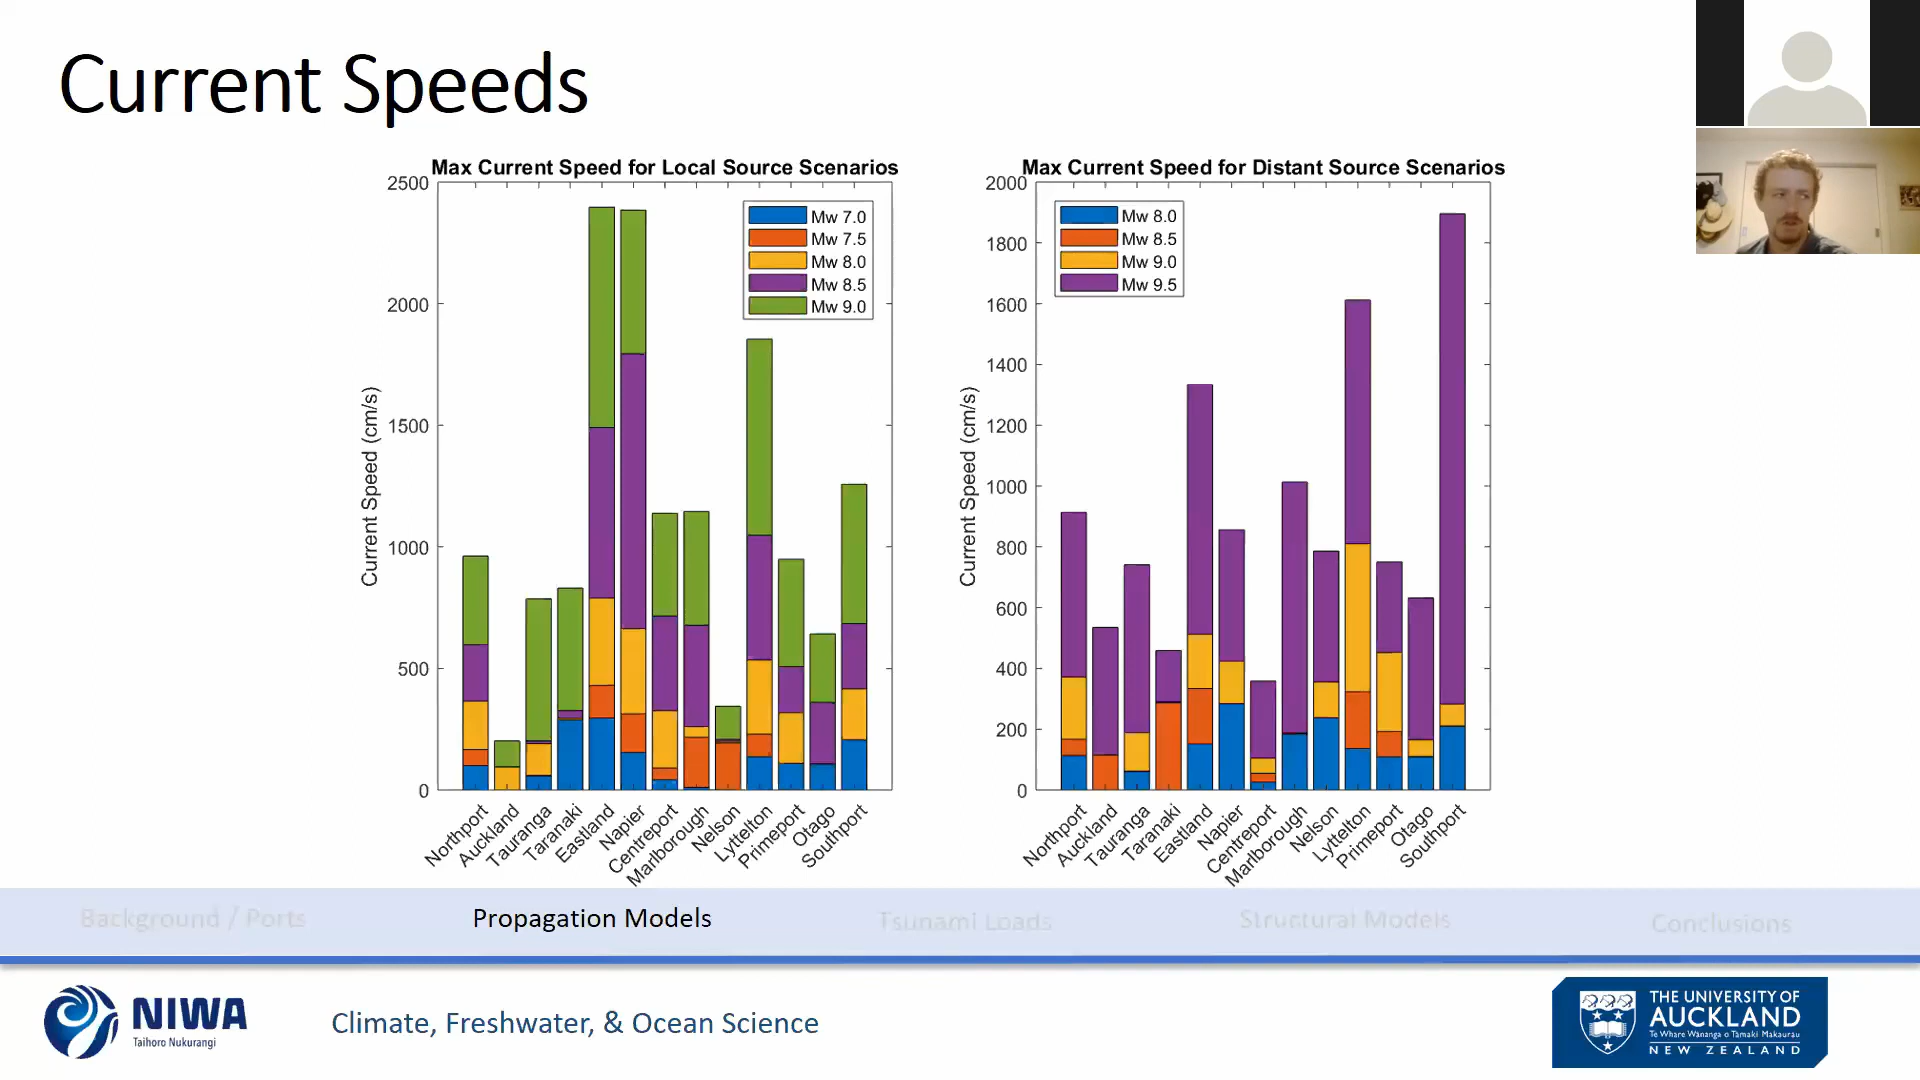 Current Speeds
Max Current Speed for Local Source Scenarios
2500
2000
1500
1000
500
0
Current Speed (cm/s)
Mw 7.0
Mw 7.5
Mw 8.0
Mw 8.5
Mw 9.0
Northport
Auckland
Tauranga
Taranaki
Eastland
Napier
Centreport
Marlborough
Nelson
Lyttelton
Primeport
Otago
Southport
Max Current Speed for Distant Source Scenarios
2000
1800
1600
1400
1200
1000
800
600
400
200
0
Current Speed (cm/s)
Mw 8.0
Mw 8.5
Mw 9.0
Mw 9.5
Northport
Auckland
Tauranga
Taranaki
Eastland
Napier
Centreport
Marlborough
Nelson
Lyttelton
Primeport
Otago
Southport
Background / Ports
Propagation Models
Tsunami Loads
Structural Models
Conclusions
NIWA
Taihoro Nukurangi
Climate, Freshwater, & Ocean Science
THE UNIVERSITY OF
AUCKLAND
Te Whare Wānanga o Tāmaki Makaurau
NEW ZEALAND